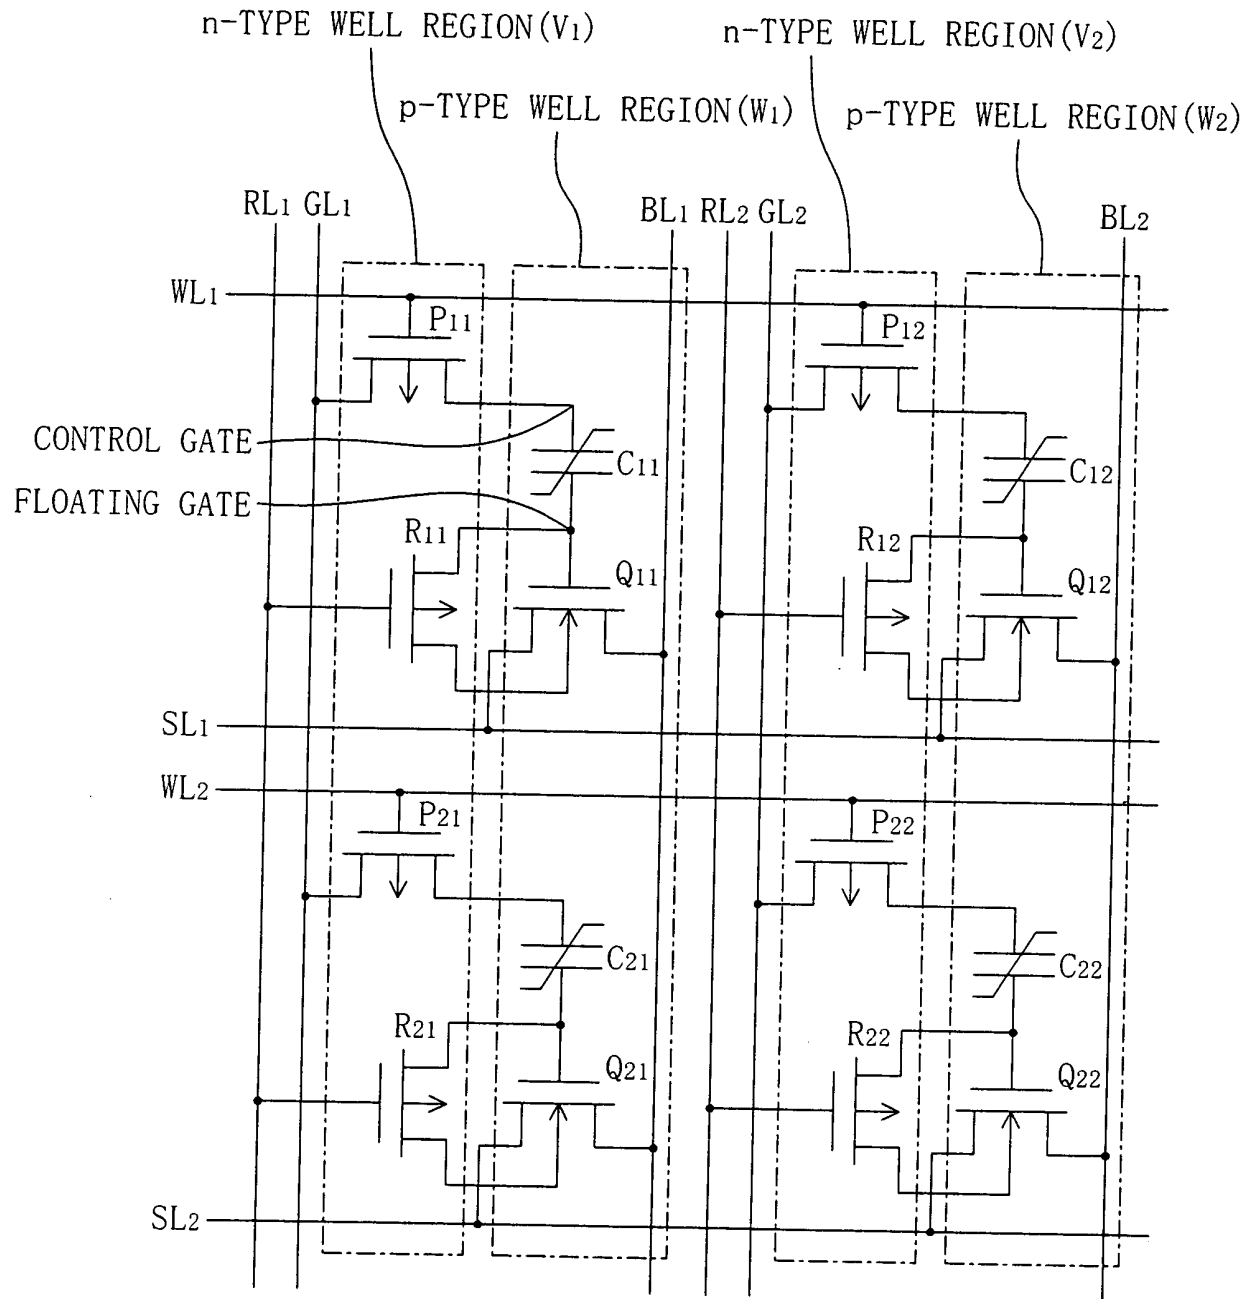 n-TYPE WELL REGION(V1)
n-TYPE WELL REGION(V2)
p-TYPE WELL REGION(W1)
p-TYPE WELL REGION(W2)
RL1 GL1
BL1 RL2 GL2
BL2
WL1
P11
P12
CONTROL GATE
C11
C12
FLOATING GATE
R11
R12
Q11
Q12
SL1
WL2
P21
P22
C21
C22
R21
R22
Q21
Q22
SL2